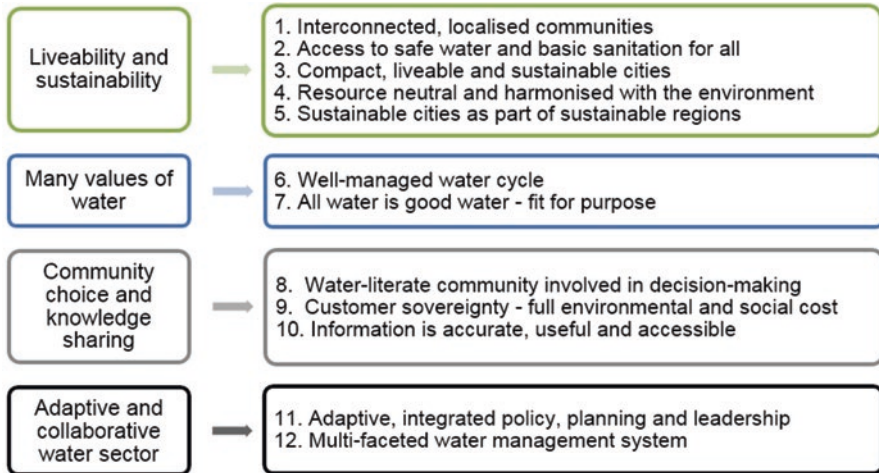 Liveability and
sustainability
1. Interconnected, localised communities
2. Access to safe water and basic sanitation for all
3. Compact, liveable and sustainable cities
4. Resource neutral and harmonised with the environment
5. Sustainable cities as part of sustainable regions
Many values of
water
6. Well-managed water cycle
7. All water is good water - fit for purpose
Community
choice and
knowledge
sharing
8. Water-literate community involved in decision-making
9. Customer sovereignty - full environmental and social cost
10. Information is accurate, useful and accessible
Adaptive and
collaborative
water sector
11. Adaptive, integrated policy, planning and leadership
12. Multi-faceted water management system